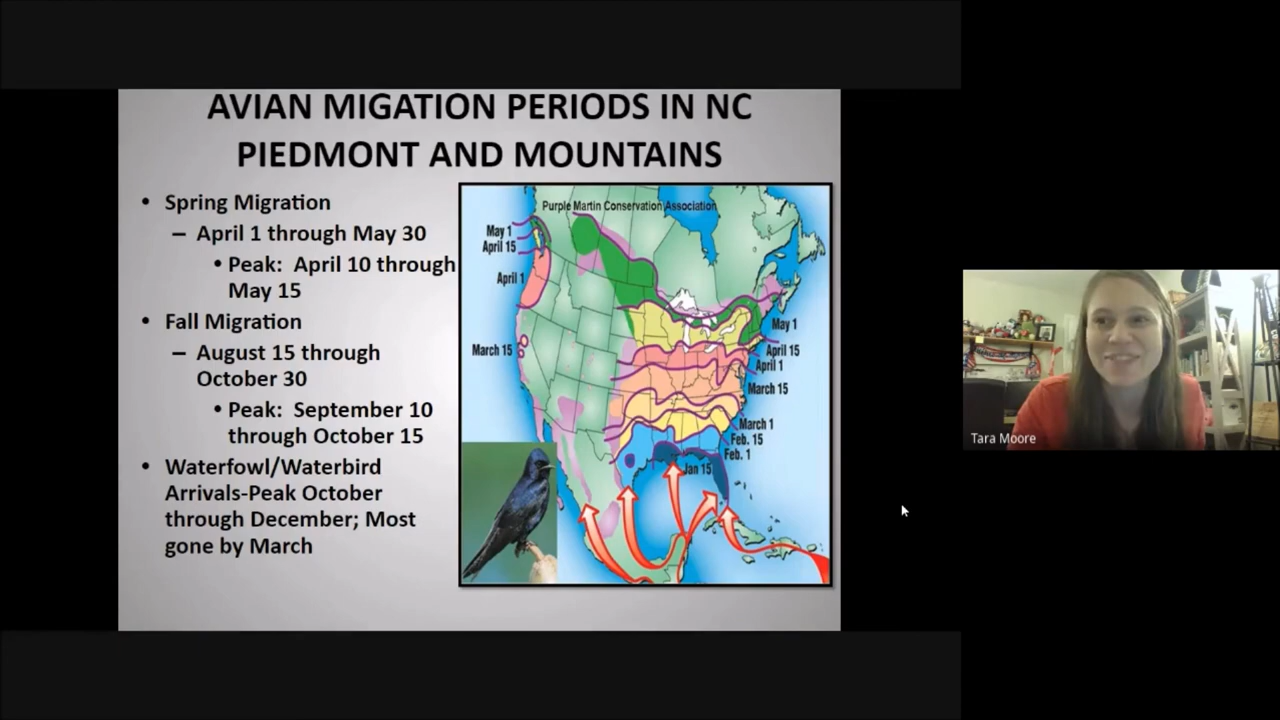 AVIAN MIGATION PERIODS IN NC
PIEDMONT AND MOUNTAINS
• Spring Migration
– April 1 through May 30
• Peak: April 10 through
May 15
• Fall Migration
– August 15 through
October 30
• Peak: September 10
through October 15
• Waterfowl/Waterbird
Arrivals-Peak October
through December; Most
gone by March
Purple Martin Conservation Association
May 1
April 15
April 1
March 15
May 1
April 15
April 1
March 15
March 1
Feb. 15
Feb. 1
Jan 15
Tara Moore